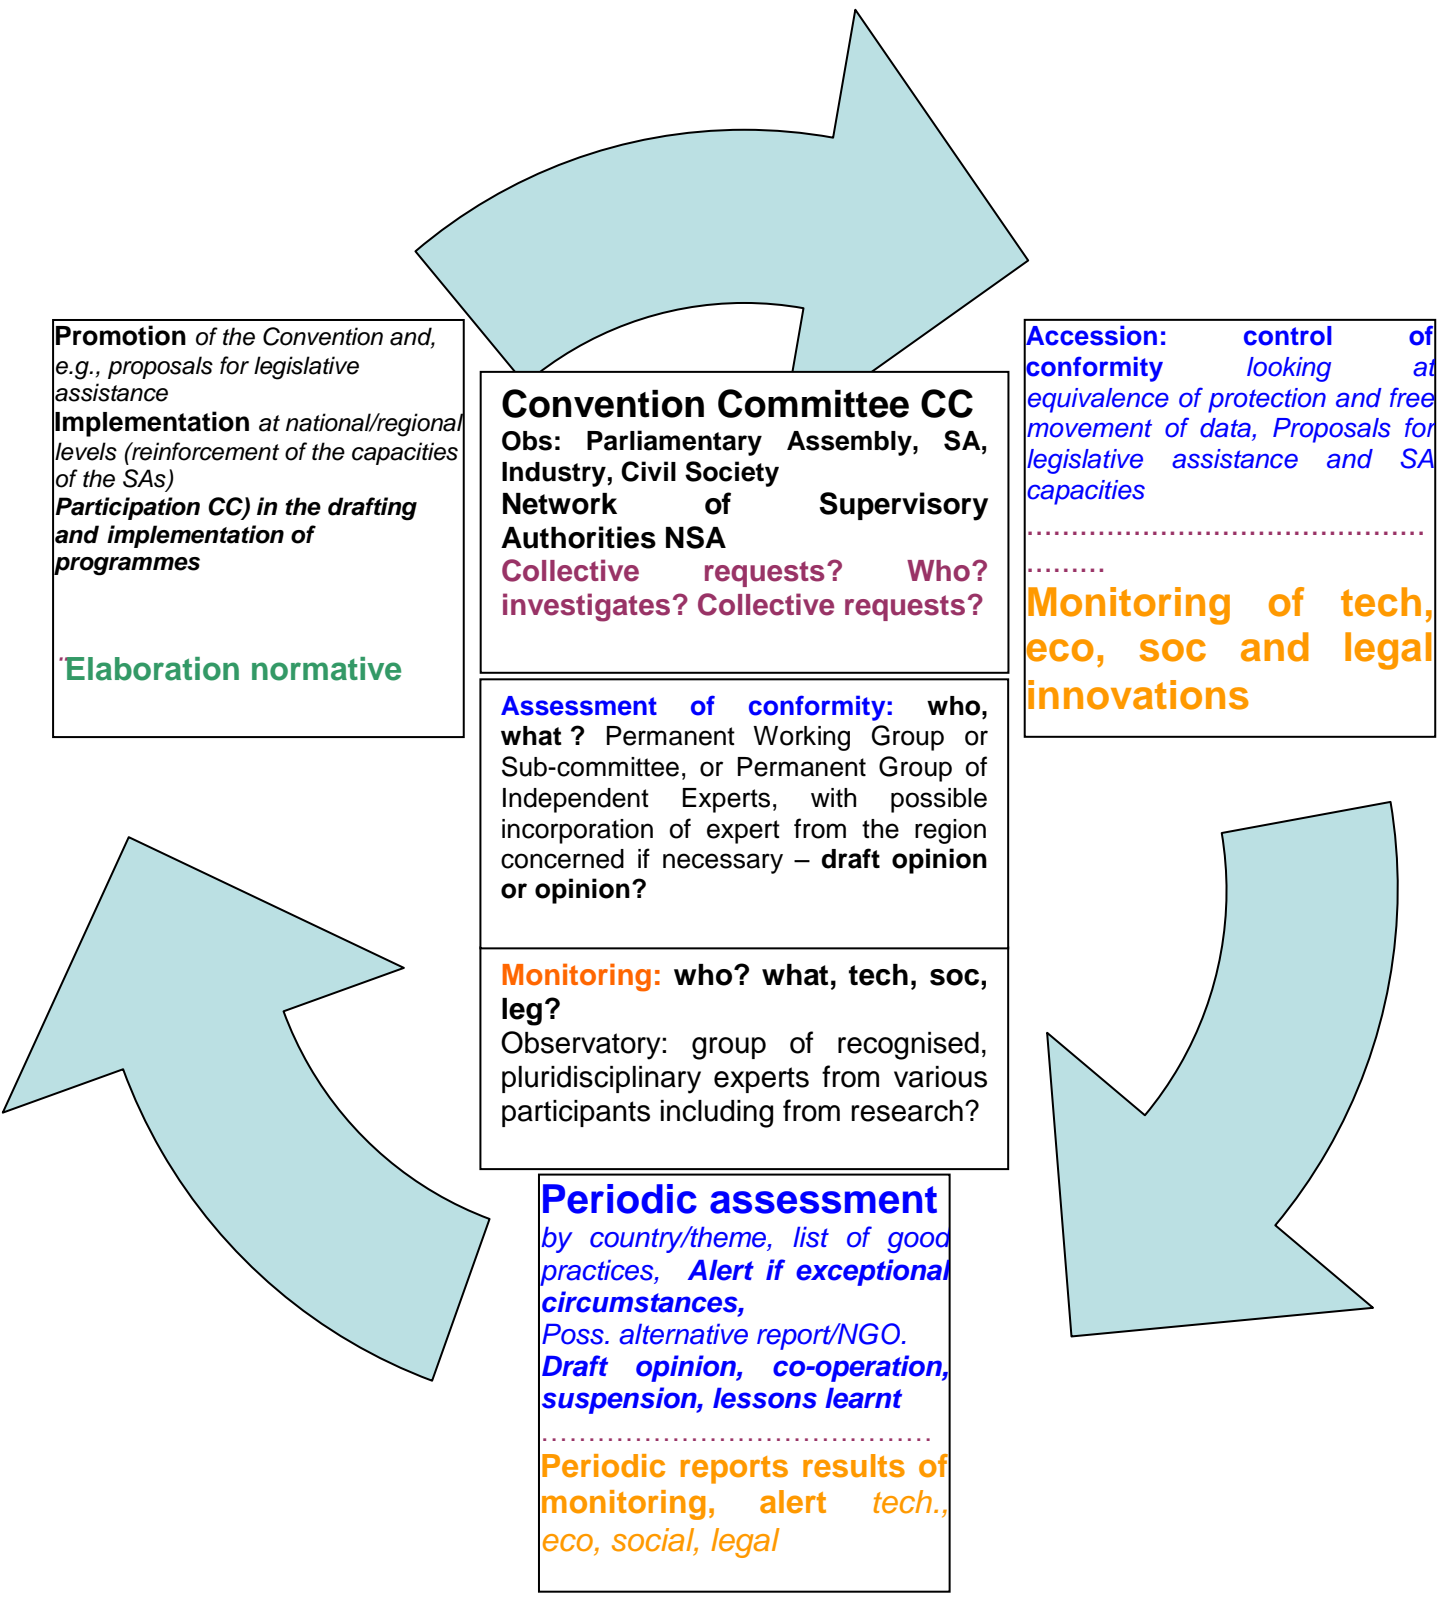 Promotion of the Convention and,
e.g., proposals for legislative
assistance
Implementation at national/regional
levels (reinforcement of the capacities
of the SAs)
Participation CC) in the drafting
and implementation of
programmes
..
Elaboration normative
Convention Committee CC
Obs: Parliamentary Assembly, SA,
Industry, Civil Society
Network of Supervisory
Authorities NSA
Collective requests? Who?
investigates? Collective requests?
Assessment of conformity: who,
what ? Permanent Working Group or
Sub-committee, or Permanent Group of
Independent Experts, with possible
incorporation of expert from the region
concerned if necessary – draft opinion
or opinion?
Monitoring: who? what, tech, soc,
leg?
Observatory: group of recognised,
pluridisciplinary experts from various
participants including from research?
Accession: control of
conformity looking at
equivalence of protection and free
movement of data, Proposals for
legislative assistance and SA
capacities
............................................
.........
Monitoring of tech,
eco, soc and legal
innovations
Periodic assessment
by country/theme, list of good
practices, Alert if exceptional
circumstances,
Poss. alternative report/NGO.
Draft opinion, co-operation,
suspension, lessons learnt
..........................................
Periodic reports results of
monitoring, alert tech.,
eco, social, legal